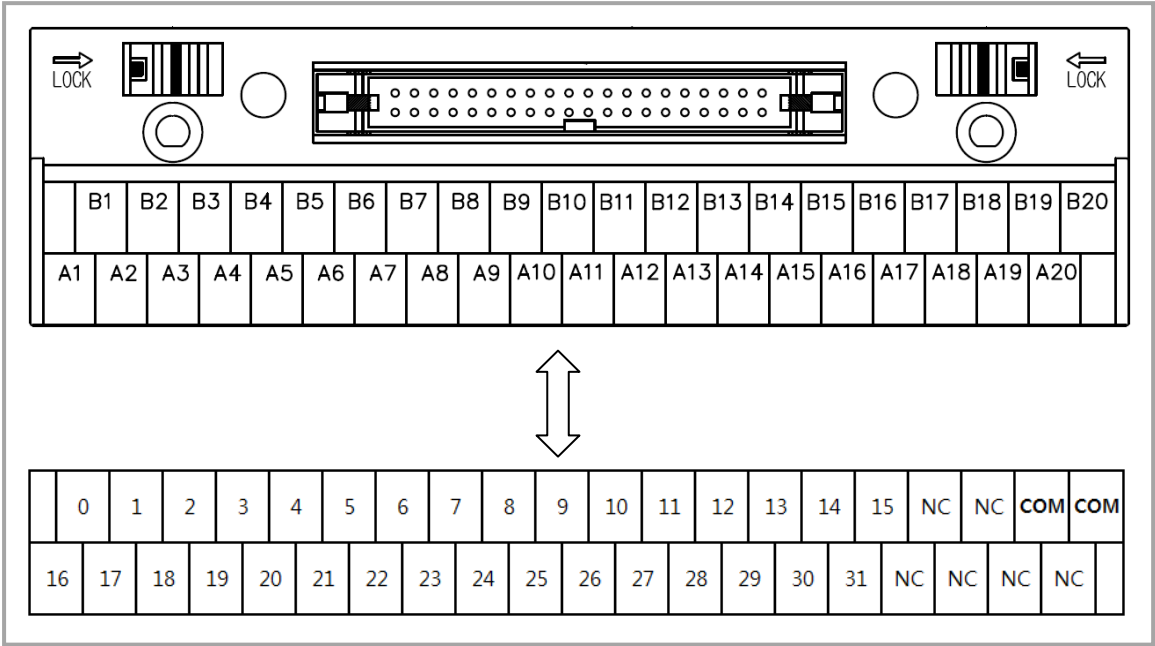 LOCK LOCK
B1 B2 B3 B4 B5 B6 B7 B8 B9 B10 B11 B12 B13 B14 B15 B16 B17 B18 B19 B20
A1 A2 A3 A4 A5 A6 A7 A8 A9 A10 A11 A12 A13 A14 A15 A16 A17 A18 A19 A20
0 1 2 3 4 5 6 7 8 9 10 11 12 13 14 15 NC NC COM COM
16 17 18 19 20 21 22 23 24 25 26 27 28 29 30 31 NC NC NC NC